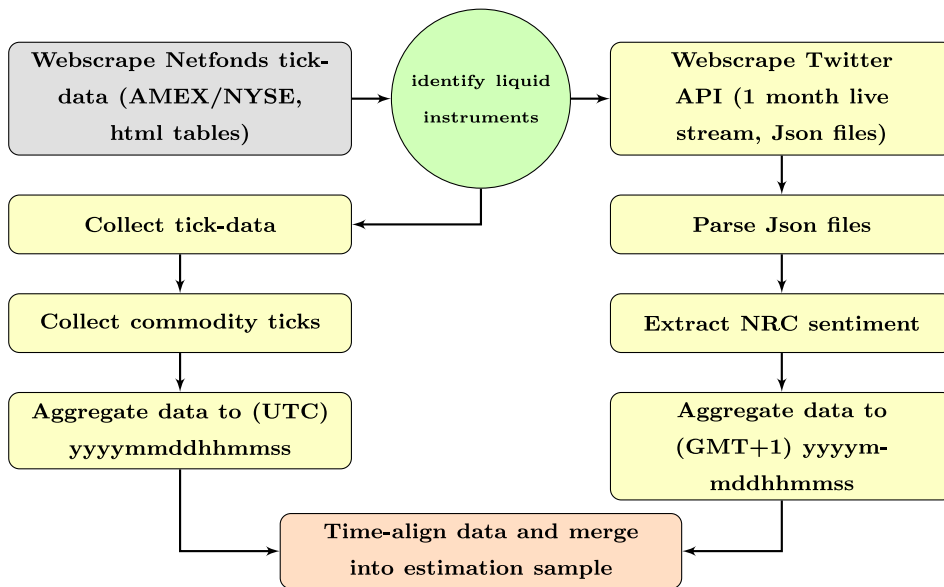 Webscrape Netfonds tick-
data (AMEX/NYSE,
html tables)
identify liquid
instruments
Webscrape Twitter
API (1 month live
stream, Json files)
Collect tick-data
Parse Json files
Collect commodity ticks
Extract NRC sentiment
Aggregate data to (UTC)
yyyymmddhhmmss
Aggregate data to
(GMT+1) yyyym-
mddhhmmss
Time-align data and merge
into estimation sample